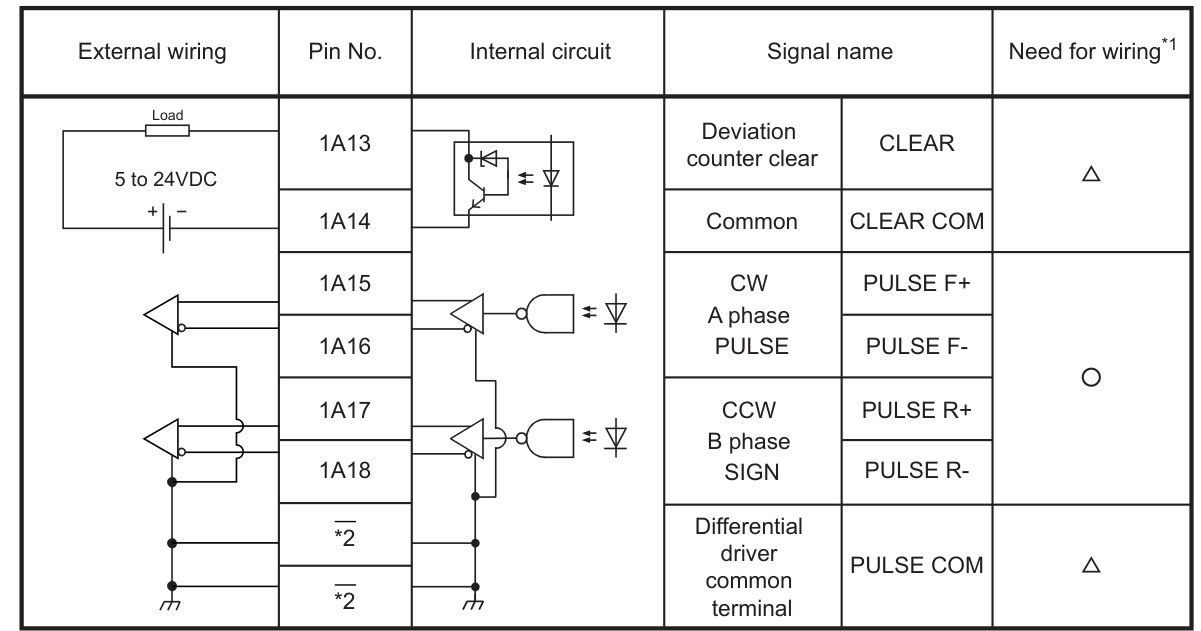 External wiring
Pin No.
Internal circuit
Signal name
Need for wiring*1
Load
5 to 24VDC
+ −
1A13
Deviation
counter clear
CLEAR
△
1A14
Common
CLEAR COM
1A15
CW
A phase
PULSE
PULSE F+
1A16
PULSE F-
○
1A17
CCW
B phase
SIGN
PULSE R+
1A18
PULSE R-
*2
*2
Differential
driver
common
terminal
PULSE COM
△